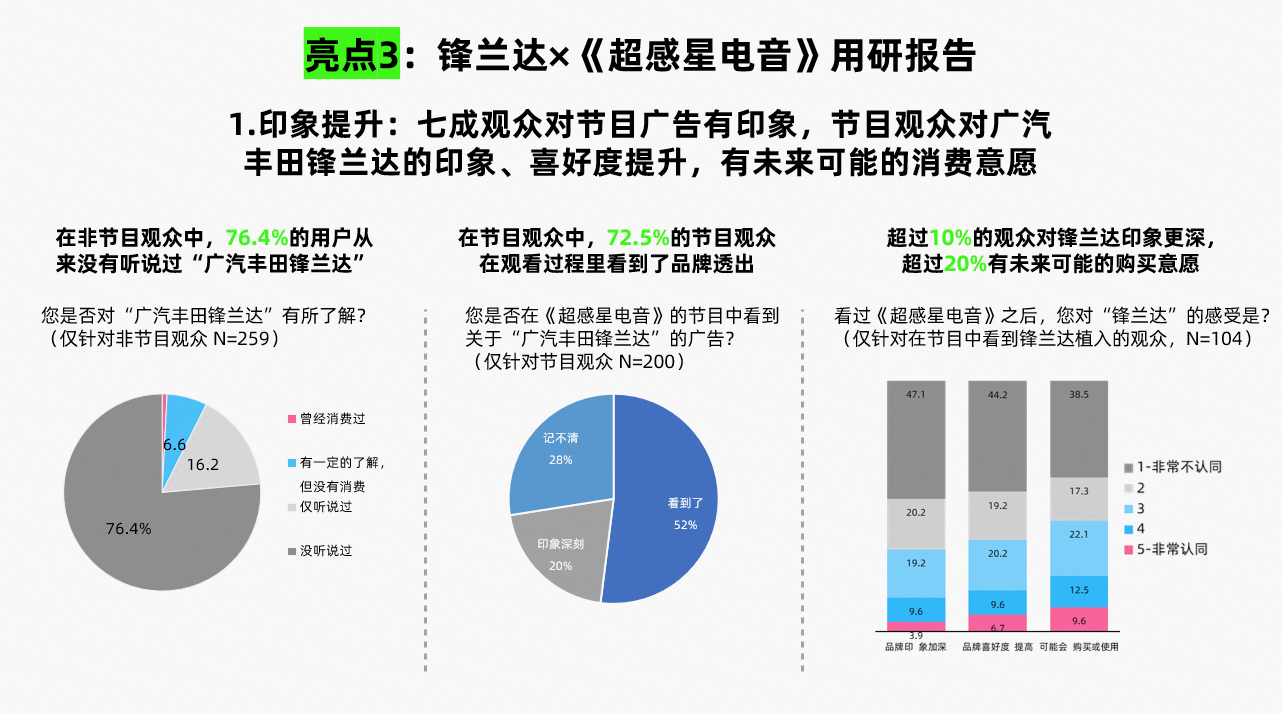 亮点3：锋兰达×《超感星电音》用研报告
1.印象提升：七成观众对节目广告有印象，节目观众对广汽
丰田锋兰达的印象、喜好度提升，有未来可能的消费意愿
在非节目观众中，76.4%的用户从
来没有听说过“广汽丰田锋兰达”
您是否对“广汽丰田锋兰达”有所了解？
（仅针对非节目观众 N=259）
6.6
16.2
76.4%
曾经消费过
有一定的了解，
但没有消费
仅听说过
没听说过
在节目观众中，72.5%的节目观众
在观看过程里看到了品牌透出
您是否在《超感星电音》的节目中看到
关于“广汽丰田锋兰达”的广告？
（仅针对节目观众 N=200）
记不清
28%
看到了
52%
印象深刻
20%
超过10%的观众对锋兰达印象更深，
超过20%有未来可能的购买意愿
看过《超感星电音》之后，您对“锋兰达”的感受是？
（仅针对在节目中看到锋兰达植入的观众，N=104）
47.1 44.2 38.5
20.2 19.2 17.3
19.2 20.2 22.1
9.6 9.6 12.5
3.9 6.7 9.6
品牌印 象加深 品牌喜好度 提高 可能会 购买或使用
1-非常不认同
2
3
4
5-非常认同